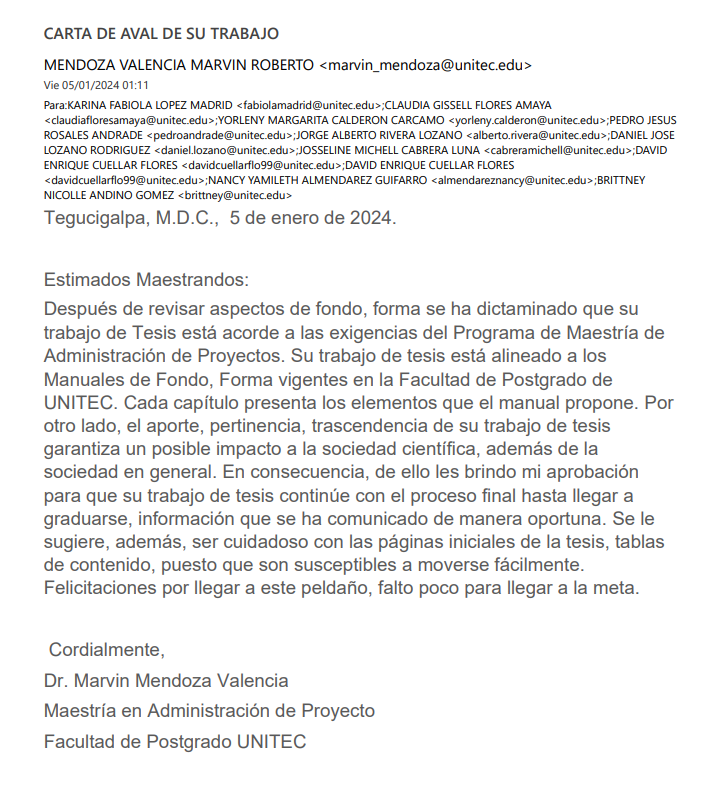 CARTA DE AVAL DE SU TRABAJO
MENDOZA VALENCIA MARVIN ROBERTO <marvin_mendoza@unitec.edu>
Vie 05/01/2024 01:11
Para:KARINA FABIOLA LOPEZ MADRID <fabiolamadrid@unitec.edu>;CLAUDIA GISSELL FLORES AMAYA
<claudiafloresamaya@unitec.edu>;YORLENY MARGARITA CALDERON CARCAMO <yorleny.calderon@unitec.edu>;PEDRO JESUS
ROSALES ANDRADE <pedroandrade@unitec.edu>;JORGE ALBERTO RIVERA LOZANO <alberto.rivera@unitec.edu>;DANIEL JOSE
LOZANO RODRIGUEZ <daniel.lozano@unitec.edu>;JOSSELINE MICHELL CABRERA LUNA <cabreramichell@unitec.edu>;DAVID
ENRIQUE CUELLAR FLORES <davidcuellarflo99@unitec.edu>;DAVID ENRIQUE CUELLAR FLORES
<davidcuellarflo99@unitec.edu>;NANCY YAMILETH ALMENDAREZ GUIFARRO <almendareznancy@unitec.edu>;BRITTNEY
NICOLLE ANDINO GOMEZ <brittney@unitec.edu>
Tegucigalpa, M.D.C.,  5 de enero de 2024.
Estimados Maestrandos:
Después de revisar aspectos de fondo, forma se ha dictaminado que su
trabajo de Tesis está acorde a las exigencias del Programa de Maestría de
Administración de Proyectos. Su trabajo de tesis está alineado a los
Manuales de Fondo, Forma vigentes en la Facultad de Postgrado de
UNITEC. Cada capítulo presenta los elementos que el manual propone. Por
otro lado, el aporte, pertinencia, trascendencia de su trabajo de tesis
garantiza un posible impacto a la sociedad científica, además de la
sociedad en general. En consecuencia, de ello les brindo mi aprobación
para que su trabajo de tesis continúe con el proceso final hasta llegar a
graduarse, información que se ha comunicado de manera oportuna. Se le
sugiere, además, ser cuidadoso con las páginas iniciales de la tesis, tablas
de contenido, puesto que son susceptibles a moverse fácilmente.
Felicitaciones por llegar a este peldaño, falto poco para llegar a la meta.
Cordialmente,
Dr. Marvin Mendoza Valencia
Maestría en Administración de Proyecto
Facultad de Postgrado UNITEC